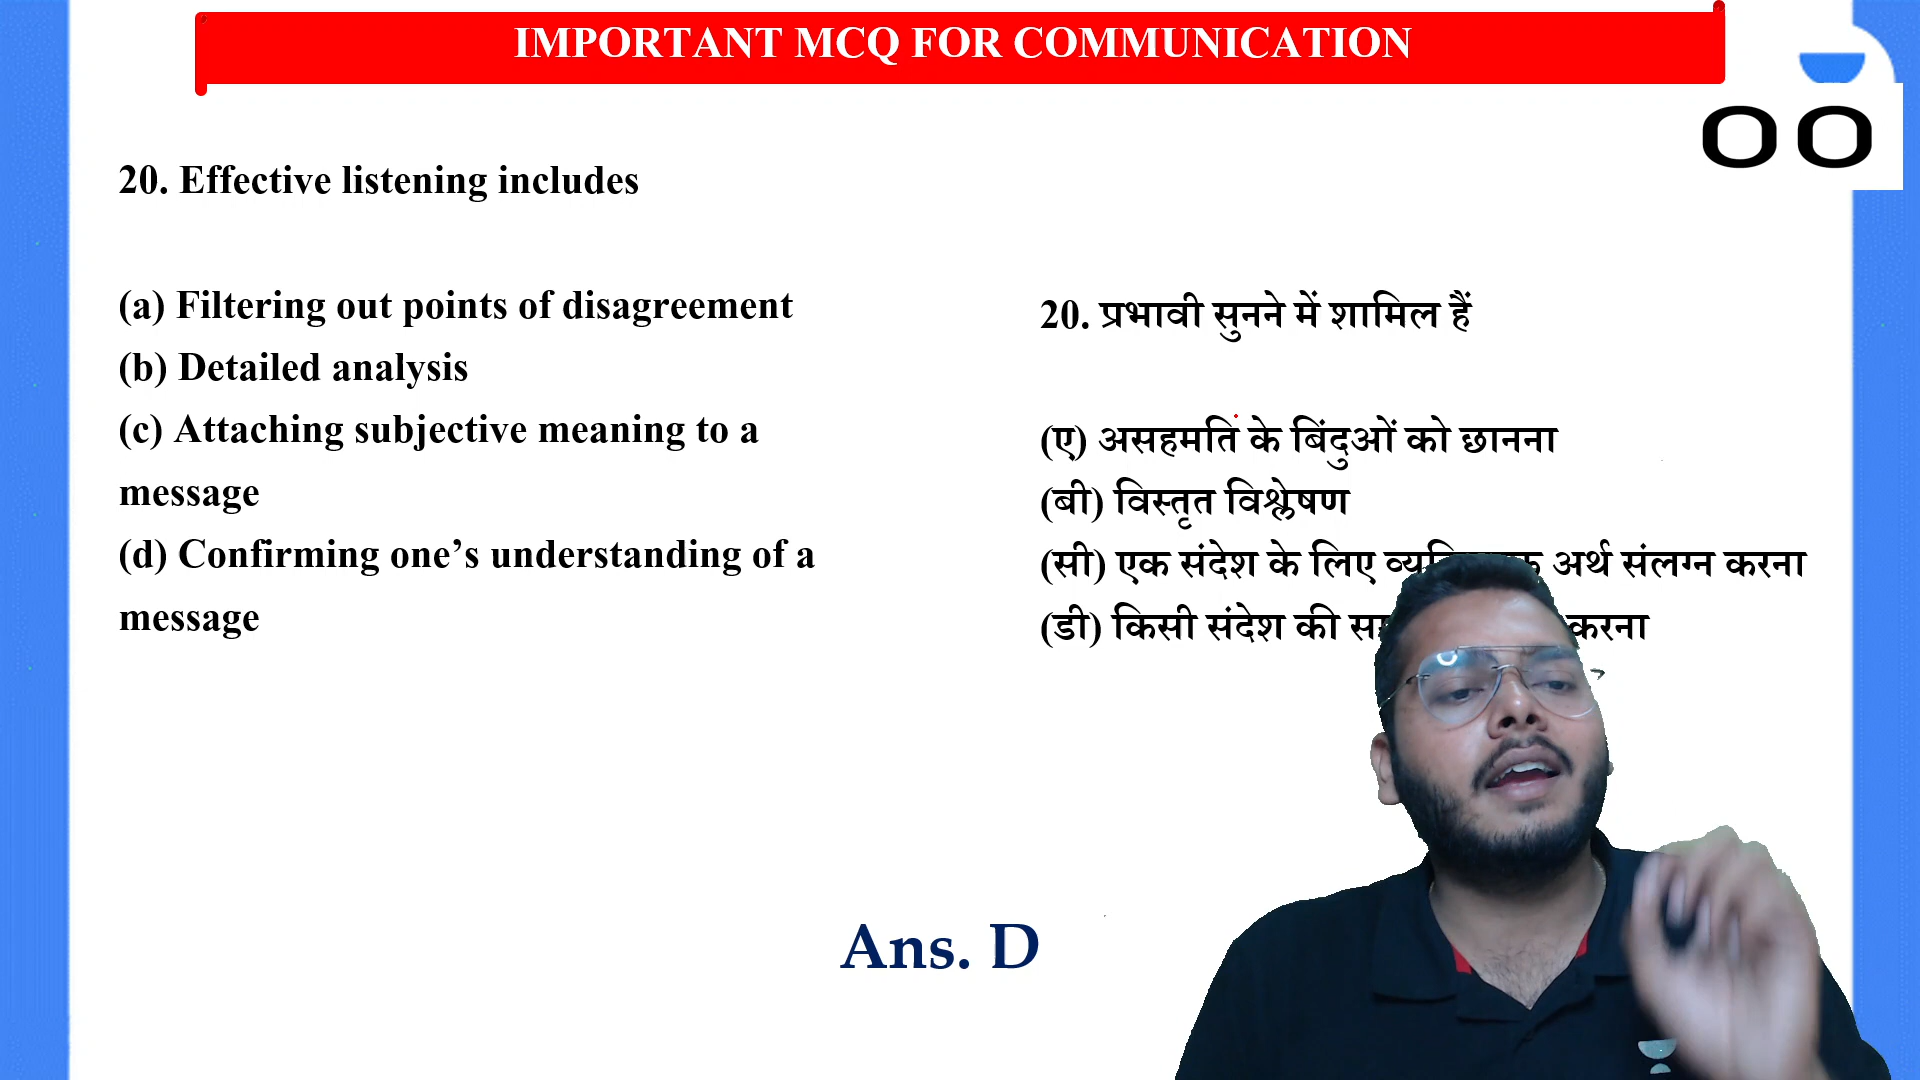 IMPORTANT MCQ FOR COMMUNICATION
20. Effective listening includes
(a) Filtering out points of disagreement
(b) Detailed analysis
(c) Attaching subjective meaning to a
message
(d) Confirming one’s understanding of a
message
20. प्रभावी सुनने में शामिल हैं
(ए) असहमति के बिंदुओं को छानना
(बी) विस्तृत विश्लेषण
(सी) एक संदेश के लिए अर्थ संलग्न करना
(डी) किसी संदेश की करना
Ans. D